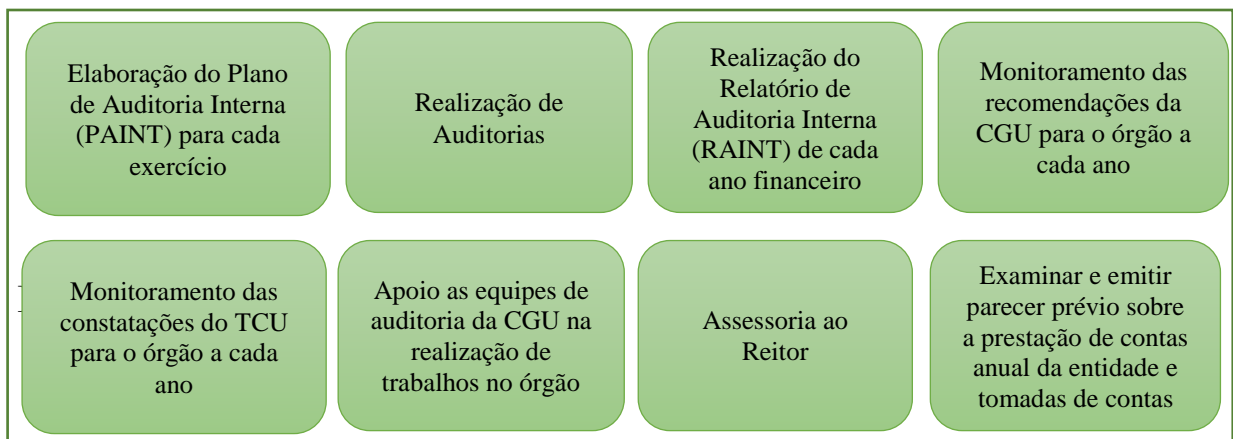 Elaboração do Plano
de Auditoria Interna
(PAINT) para cada
exercício
Realização de
Auditorias
Realização do
Relatório de
Auditoria Interna
(RAINT) de cada
ano financeiro
Monitoramento das
recomendações da
CGU para o órgão a
cada ano
Monitoramento das
constatações do TCU
para o órgão a cada
ano
Apoio as equipes de
auditoria da CGU na
realização de
trabalhos no órgão
Assessoria ao
Reitor
Examinar e emitir
parecer prévio sobre
a prestação de contas
anual da entidade e
tomadas de contas